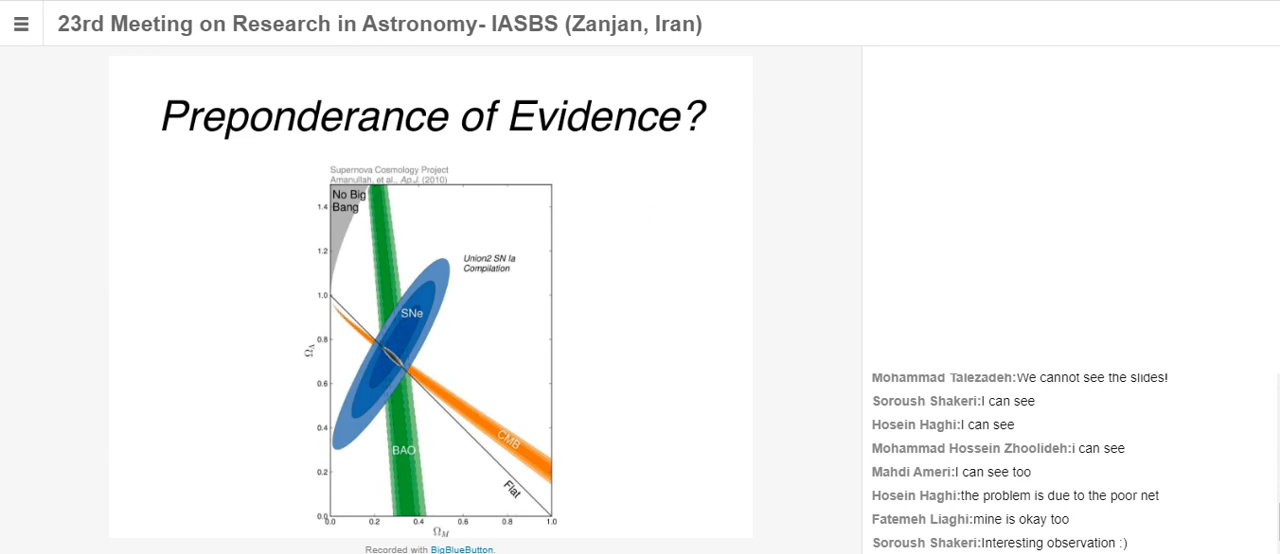 23rd Meeting on Research in Astronomy- IASBS (Zanjan, Iran)
Preponderance of Evidence?
Supernova Cosmology Project
Amanullah, et al., Ap.J. (2010)
No Big
Bang
1.4
1.2
Union2 SN Ia
Compilation
1.0
SNe
0.8
ΩΛ
0.6
0.4
CMB
BAO
0.2
Flat
0.0
0.0 0.2 0.4 0.6 0.8 1.0
ΩM
Recorded with BigBlueButton.
Mohammad Talezadeh:We cannot see the slides!
Soroush Shakeri:I can see
Hosein Haghi:I can see
Mohammad Hossein Zhoolideh:i can see
Mahdi Ameri:I can see too
Hosein Haghi:the problem is due to the poor net
Fatemeh Liaghi:mine is okay too
Soroush Shakeri:Interesting observation :)